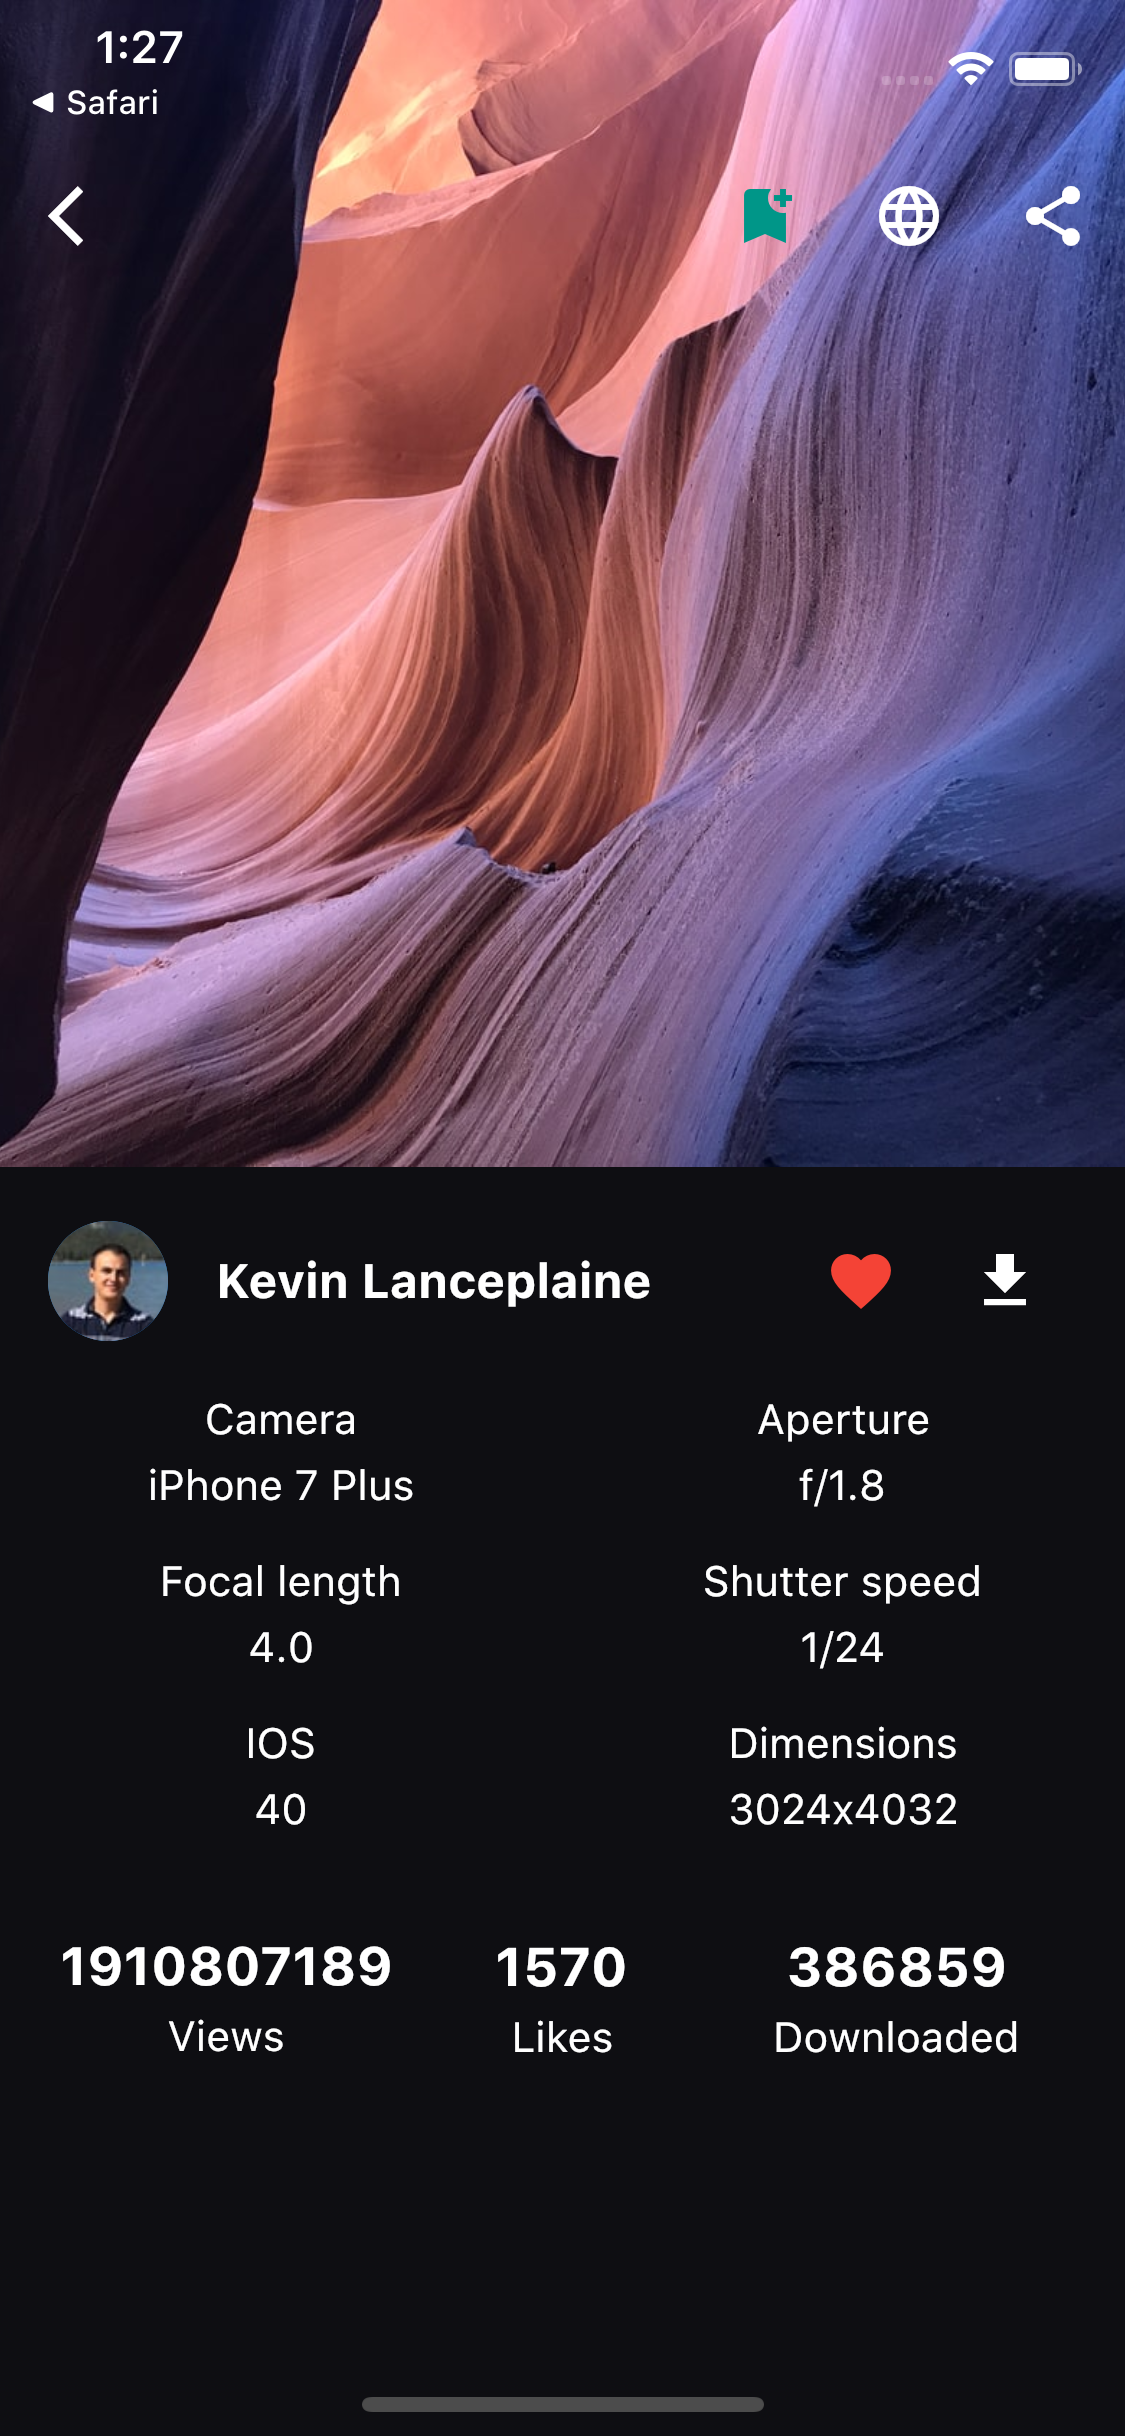 1:27
Safari
Kevin Lanceplaine
Camera
Aperture
iPhone 7 Plus
f/1.8
Focal length
Shutter speed
4.0
1/24
IOS
Dimensions
40
3024x4032
1910807189
1570
386859
Views
Likes
Downloaded